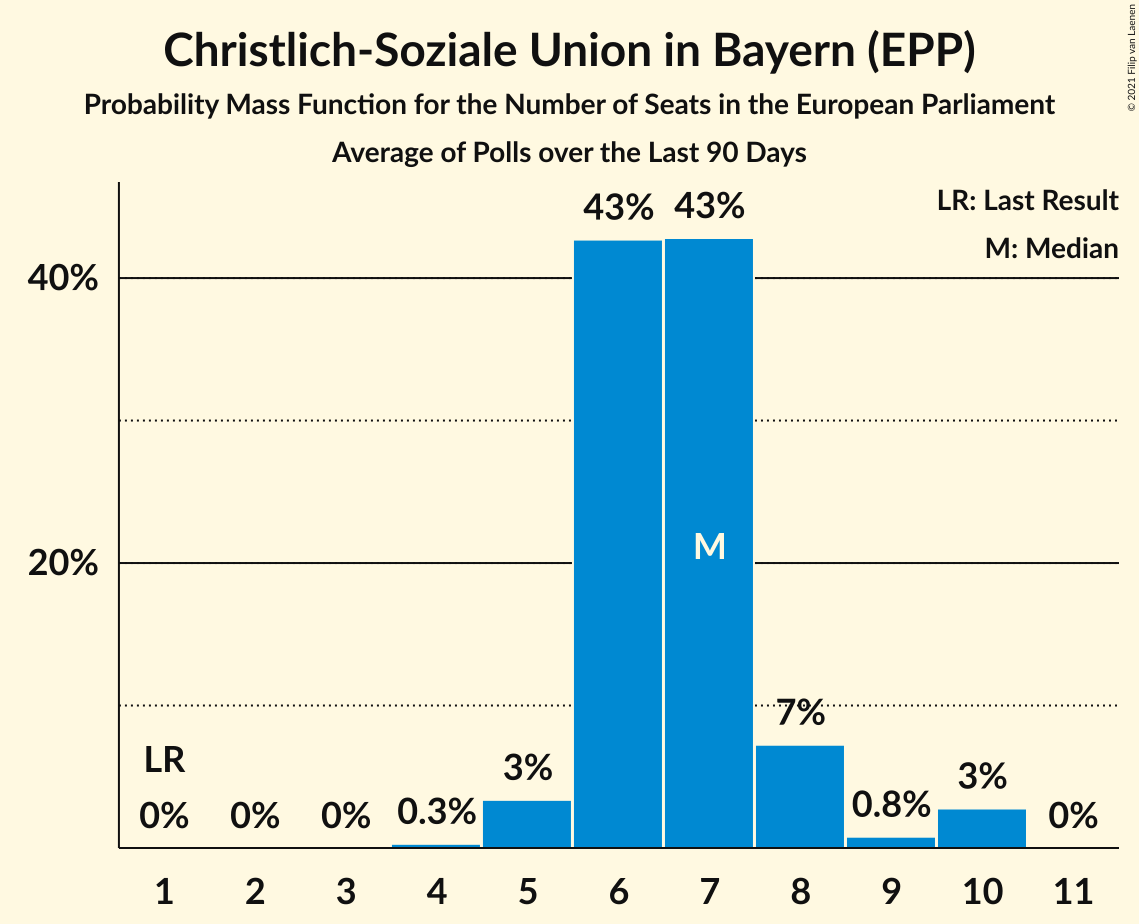 Christlich-Soziale Union in Bayern (EPP)
Probability Mass Function for the Number of Seats in the European Parliament
Average of Polls over the Last 90 Days
© 2021 Filip van Laenen
LR: Last Result
M: Median
43% 43%
40%
M
20%
7%
LR
3%
3%
0% 0% 0% 0.3% 0.8% 0%
1 2 3 4 5 6 7 8 9 10 11